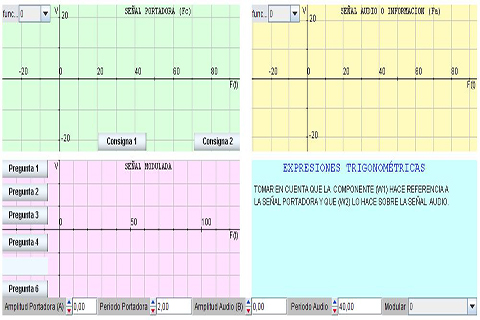 func... 0 V 20 SEÑAL PORTADORA (Fc)
-20 0 20 40 60 80
F(t)
-20
Consigna 1 Consigna 2
func... 0 V 20 SEÑAL AUDIO O INFORMACION (Fa)
-20 0 20 40 60 80
F(t)
-20
V SEÑAL MODULADA
Pregunta 1
Pregunta 2
Pregunta 3
0 50 100
F(t)
Pregunta 4
Pregunta 6
EXPRESIONES TRIGONOMÉTRICAS
TOMAR EN CUENTA QUE LA COMPONENTE (W1) HACE REFERENCIA A
LA SEÑAL PORTADORA Y QUE (W2) LO HACE SOBRE LA SEÑAL AUDIO.
Amplitud Portadora (A) 0,00 Periodo Portadora 2,00 Amplitud Audio (B) 0,00 Periodo Audio 40,00 Modular 0